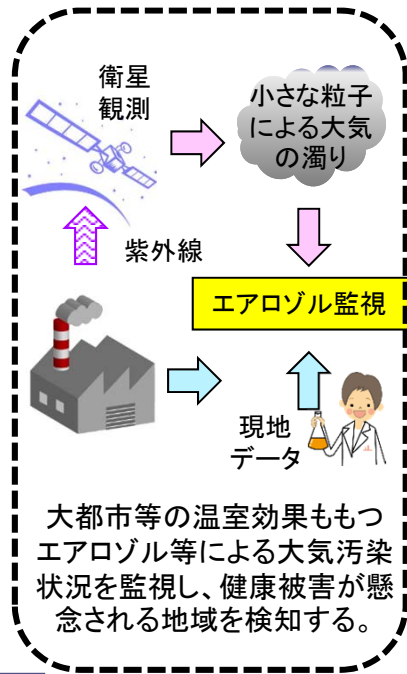 衛星
観測
小さな粒子
による大気
の濁り
紫外線
エアロゾル監視
現地
データ
大都市等の温室効果ももつ
エアロゾル等による大気汚染
状況を監視し、健康被害が懸
念される地域を検知する。